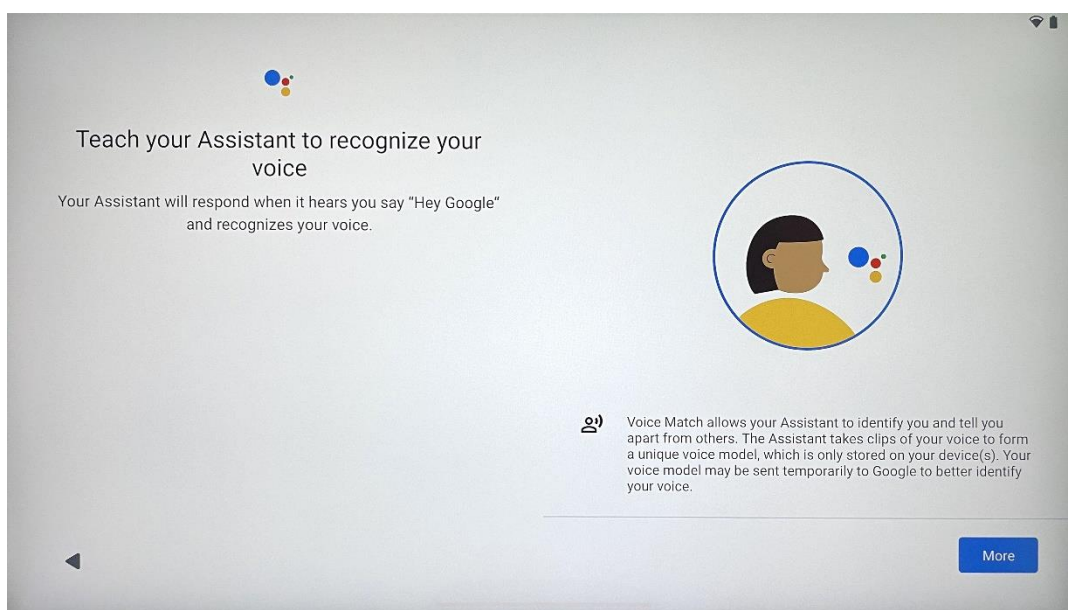 Teach your Assistant to recognize your
voice
Your Assistant will respond when it hears you say “Hey Google“
and recognizes your voice.
Voice Match allows your Assistant to identify you and tell you
apart from others. The Assistant takes clips of your voice to form
a unique voice model, which is only stored on your device(s). Your
voice model may be sent temporarily to Google to better identify
your voice.
More